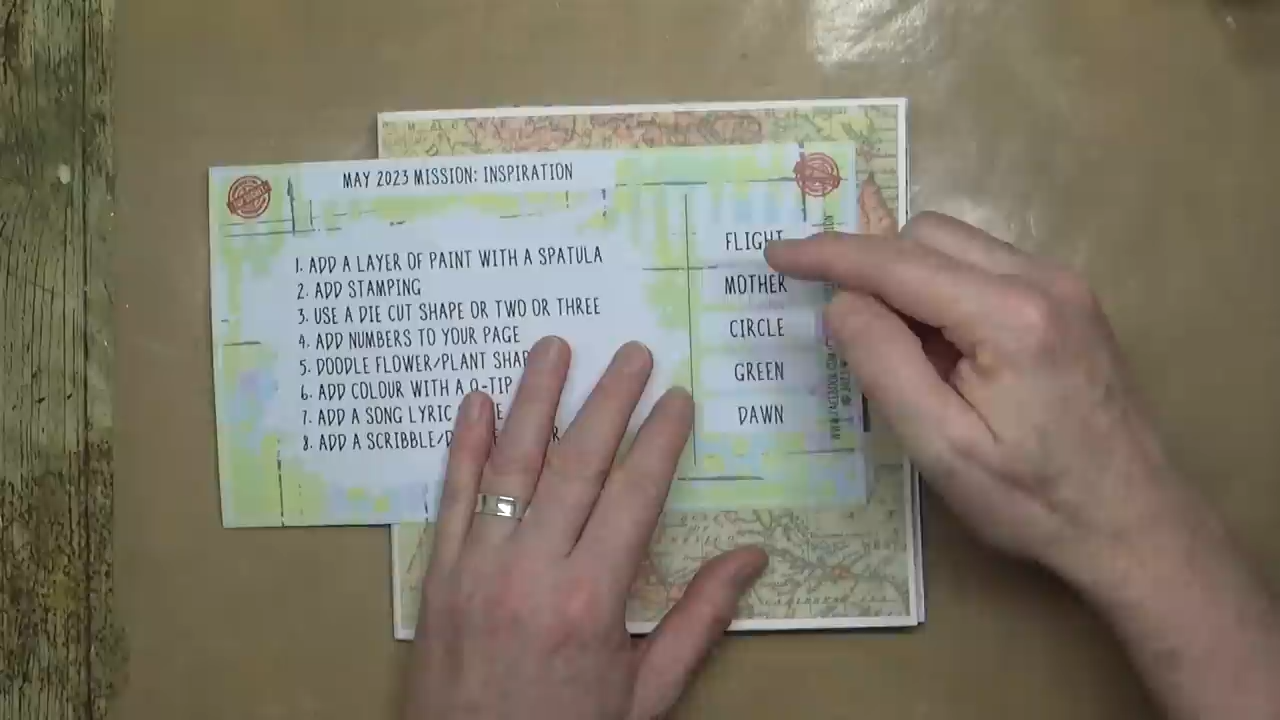 MAY 2023 MISSION: INSPIRATION
1. ADD A LAYER OF PAINT WITH A SPATULA
2. ADD STAMPING
3. USE A DIE CUT SHAPE OR TWO OR THREE
4. ADD NUMBERS TO YOUR PAGE
5. DOODLE FLOWER/PLANT
6. ADD COLOUR WITH A Q-TIP
7. ADD A SONG LYRIC
8. ADD A SCRIBBLE/
FLIGHT
MOTHER
CIRCLE
GREEN
DAWN